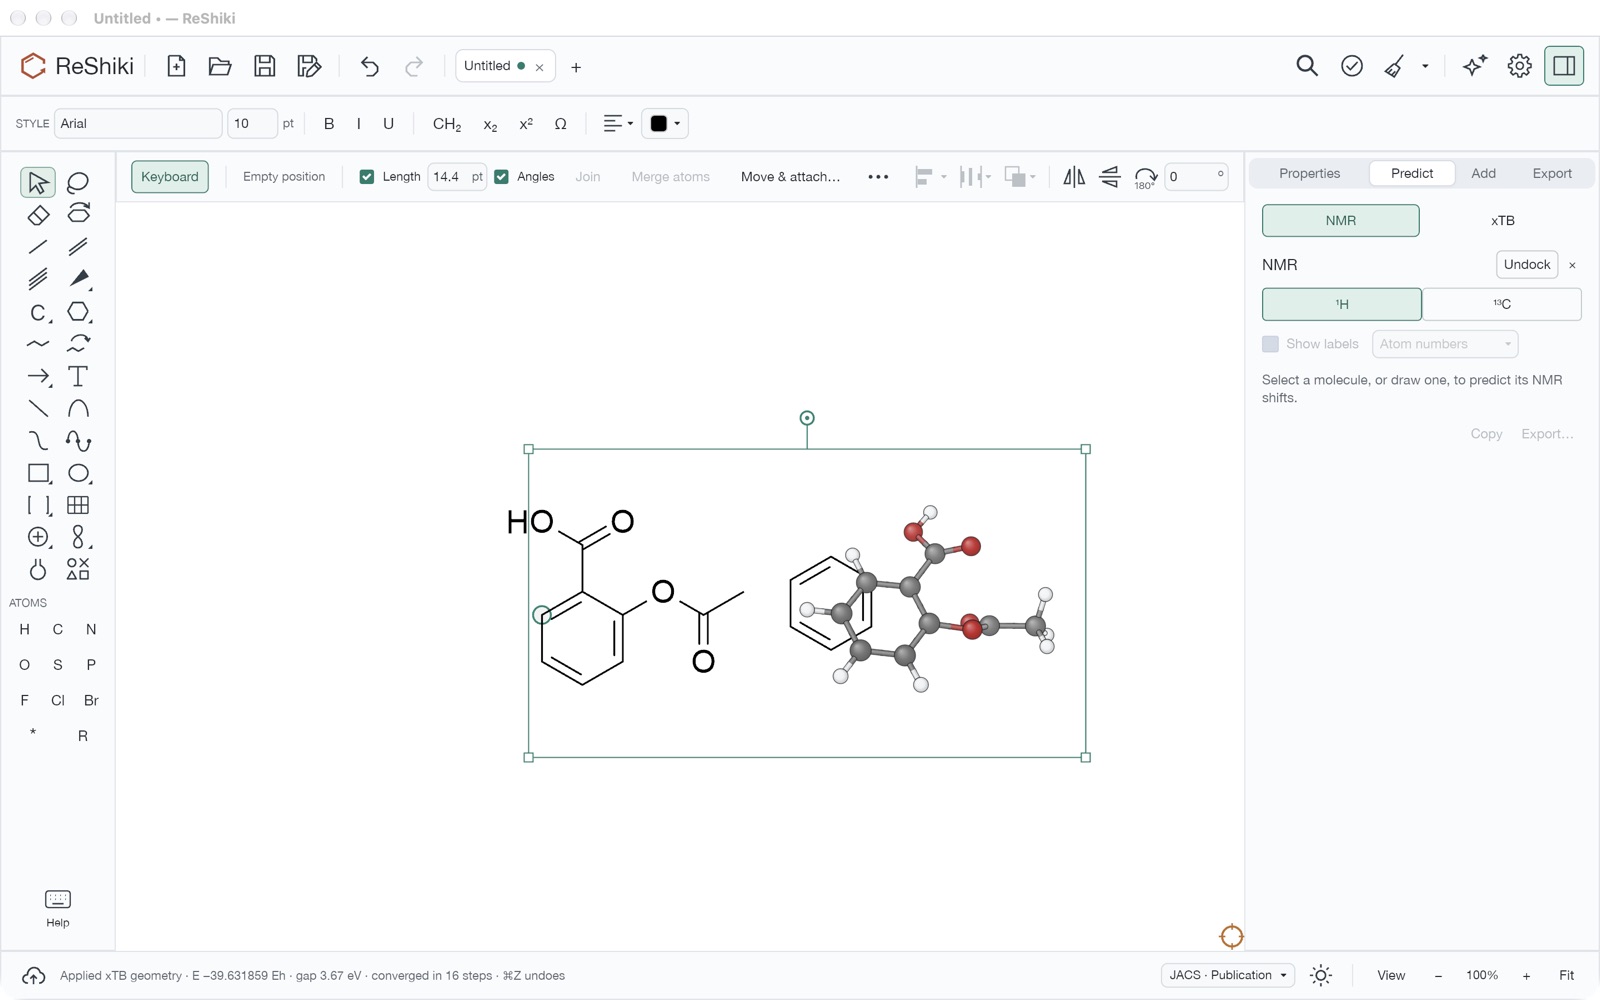 Untitled • — ReShiki
ReShiki
Untitled
STYLE Arial 10 pt B I U CH₂ x₂ x² Ω
Keyboard Empty position Length 14.4 pt Angles Join Merge atoms Move & attach... ••• 180° 0 °
Properties Predict Add Export
NMR xTB
NMR Undock ×
¹H ¹³C
Show labels Atom numbers
Select a molecule, or draw one, to predict its NMR
shifts.
Copy Export...
C
T
HO O
O
O
ATOMS
H C N
O S P
F Cl Br
* R
Help
Applied xTB geometry · E −39.631859 Eh · gap 3.67 eV · converged in 16 steps · ⌘Z undoes
JACS · Publication View − 100% + Fit